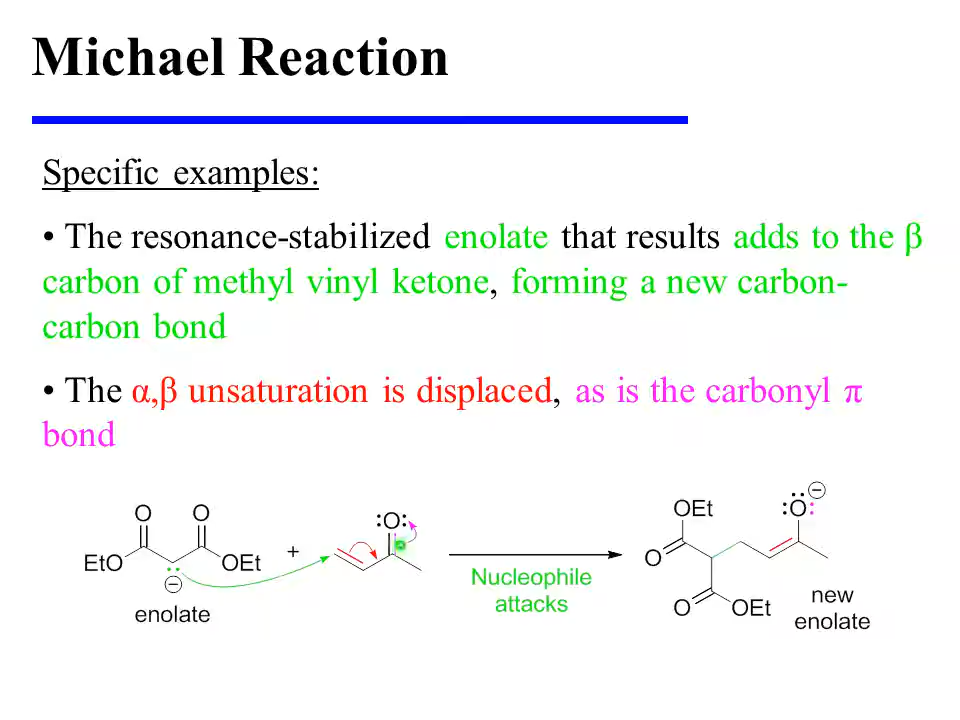 Michael Reaction
Specific examples:
• The resonance-stabilized enolate that results adds to the β
carbon of methyl vinyl ketone, forming a new carbon-
carbon bond
• The α,β unsaturation is displaced, as is the carbonyl π
bond
O O
EtO OEt
enolate
+
:O:
Nucleophile
attacks
OEt :O:
O
O OEt
new
enolate